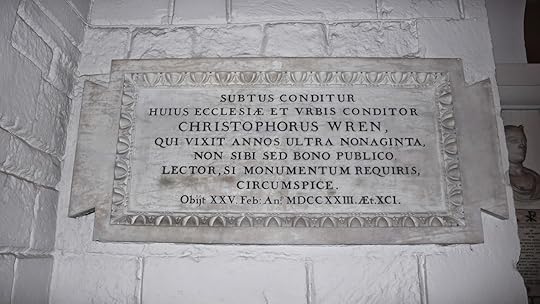 SUBTUS CONDITUR
HUIUS ECCLESIÆ ET VRBIS CONDITOR
CHRISTOPHORUS WREN,
QUI VIXIT ANNOS ULTRA NONAGINTA,
NON SIBI SED BONO PUBLICO.
LECTOR, SI MONUMENTUM REQUIRIS,
CIRCUMSPICE.
Obijt XXV. Feb: Anº. MDCCXXIII. Æt. XCI.